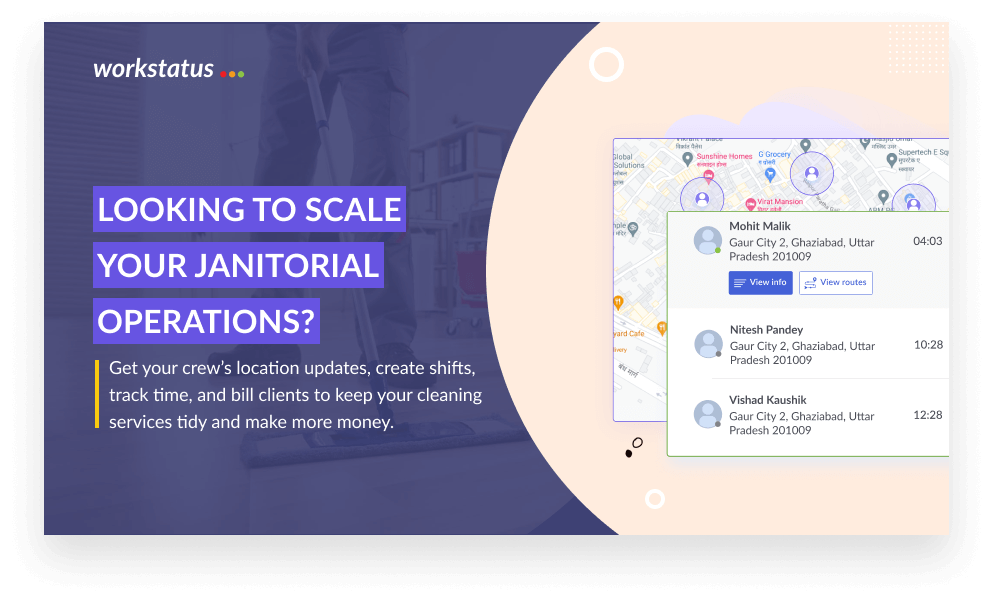 workstatus
LOOKING TO SCALE
YOUR JANITORIAL
OPERATIONS?
Get your crew's location updates, create shifts,
track time, and bill clients to keep your cleaning
services tidy and make more money.
Global
Solutions
Sunshine Homes
G Grocery
Supertech E Sq
Virat Mansion
yard Cafe
Mohit Malik
04:03
Gaur City 2, Ghaziabad, Uttar
Pradesh 201009
View info
View routes
Nitesh Pandey
10:28
Gaur City 2, Ghaziabad, Uttar
Pradesh 201009
Vishad Kaushik
12:28
Gaur City 2, Ghaziabad, Uttar
Pradesh 201009